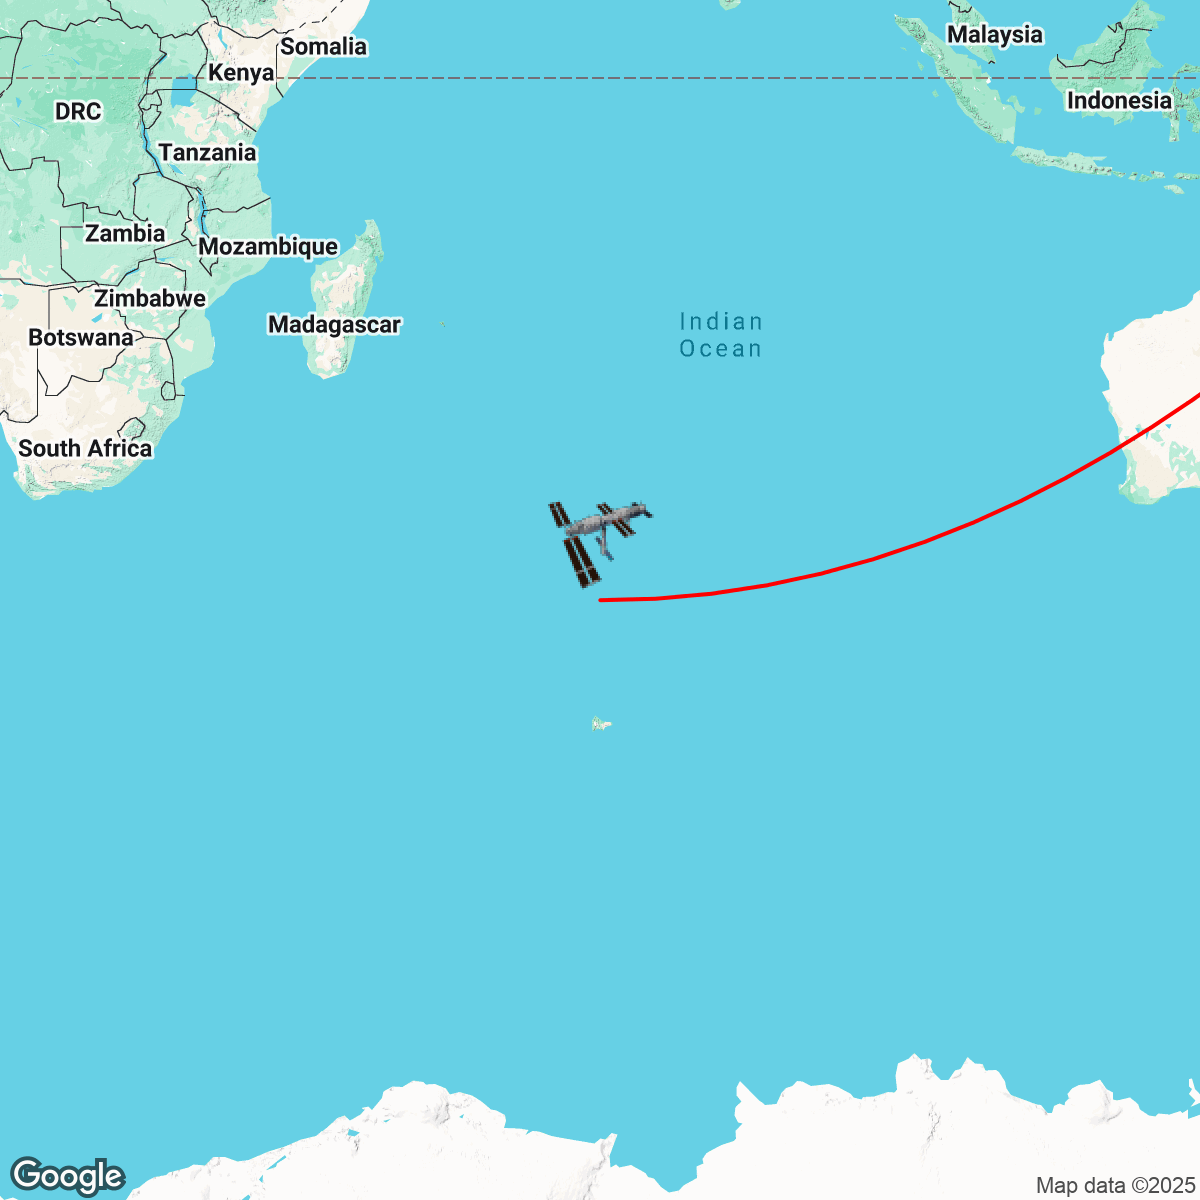 Somalia
Malaysia
Kenya
Indonesia
DRC
Tanzania
Zambia
Mozambique
Zimbabwe
Madagascar
Indian
Ocean
Botswana
South Africa
Google
Map data ©2025